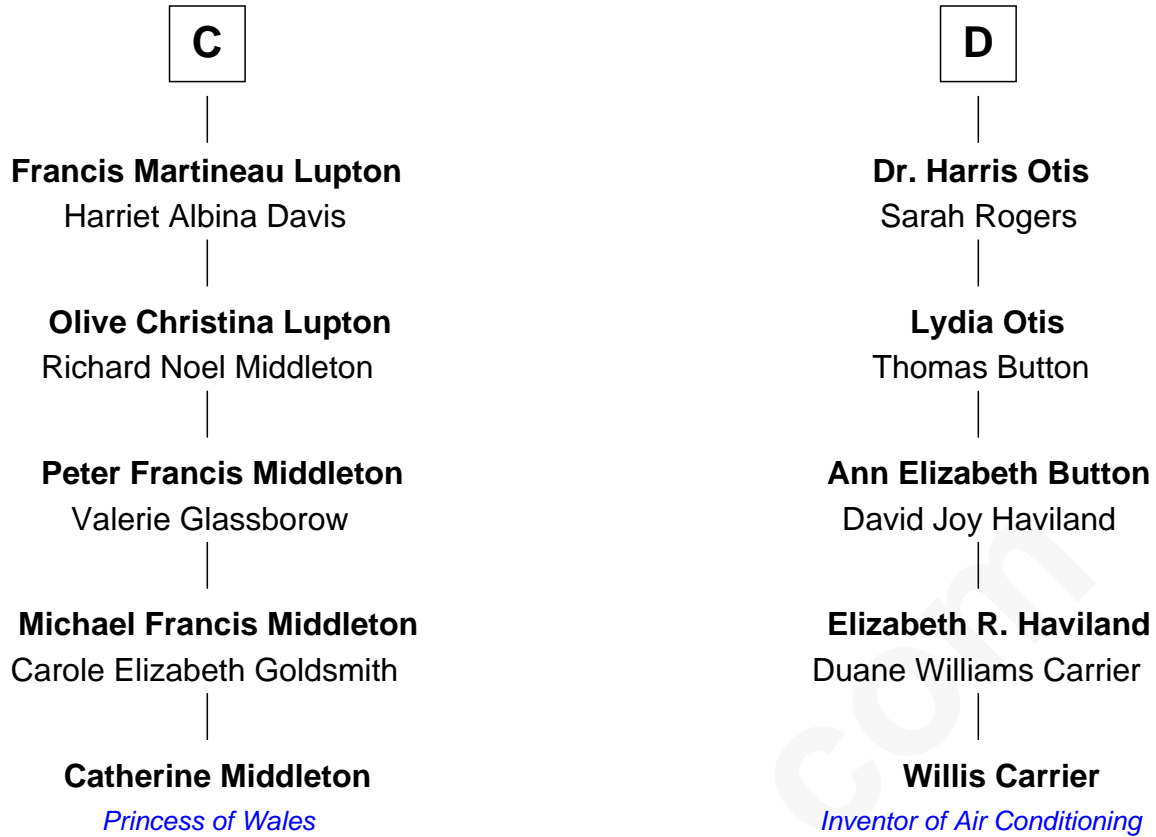 C
Francis Martineau Lupton
Harriet Albina Davis
Olive Christina Lupton
Richard Noel Middleton
Peter Francis Middleton
Valerie Glassborow
Michael Francis Middleton
Carole Elizabeth Goldsmith
Catherine Middleton
Princess of Wales
D
Dr. Harris Otis
Sarah Rogers
Lydia Otis
Thomas Button
Ann Elizabeth Button
David Joy Haviland
Elizabeth R. Haviland
Duane Williams Carrier
Willis Carrier
Inventor of Air Conditioning
com